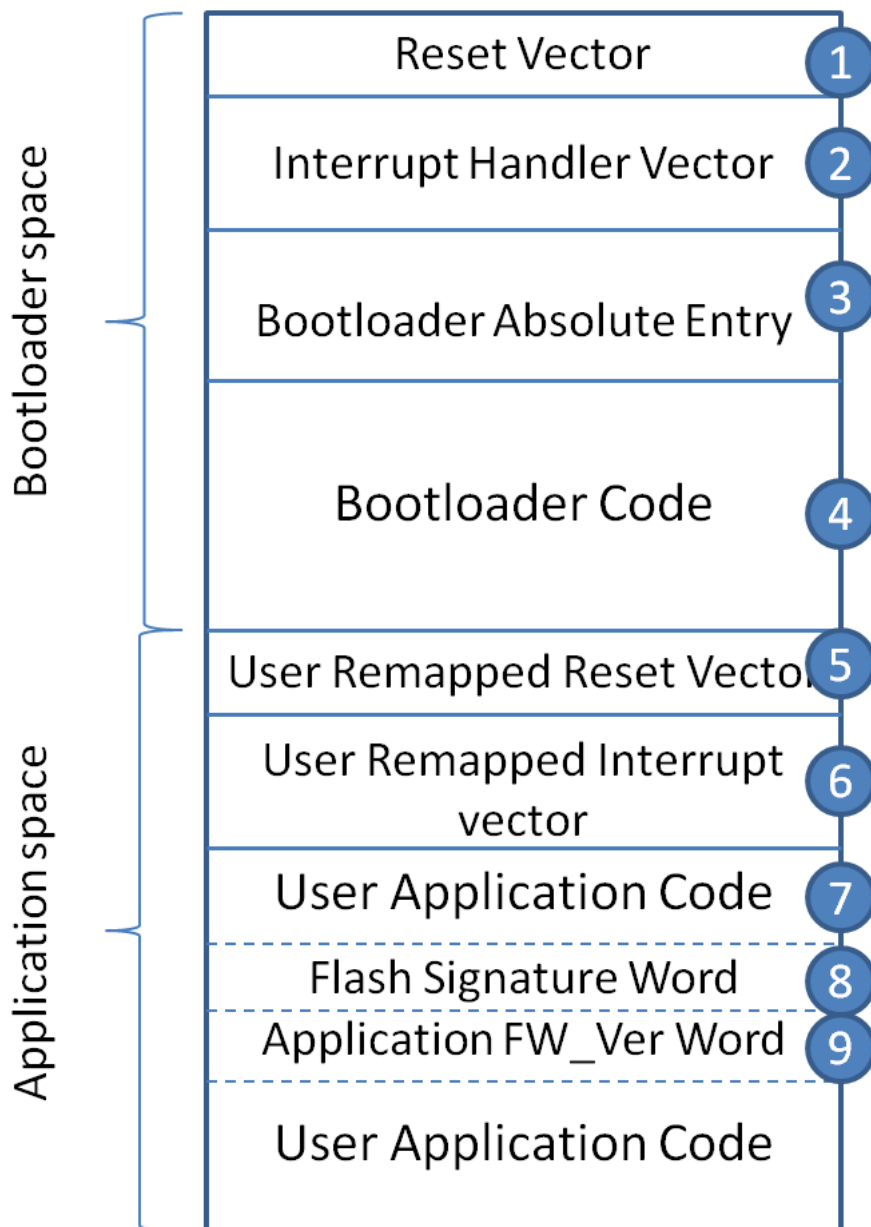 Bootloader space
Reset Vector
1
Interrupt Handler Vector
2
Bootloader Absolute Entry
3
Bootloader Code
4
Application space
User Remapped Reset Vector
5
User Remapped Interrupt
vector
6
User Application Code
7
Flash Signature Word
8
Application FW_Ver Word
9
User Application Code